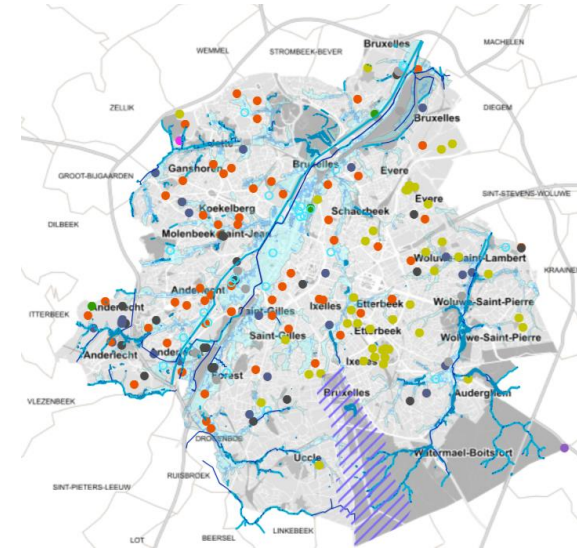 Bruxelles
MACHELEN
WEMMEL
STROMBEEK-BEVER
ZELLIK
DIEGEM
Bruxelles
Jette
GROOT-BIJGAARDEN
Ganshoren
Bruxelles
Evere
Evere
SINT-STEVENS-WOLUWE
DILBEEK
Koekelberg
Schaerbeek
Molenbeek-Saint-Jean
Woluwe-Saint-Lambert
KRAAINE
Anderlecht
Woluwe-Saint-Pierre
ITTERBEEK
Anderlecht
Saint-Gilles
Ixelles
Etterbeek
Saint-Gilles
Etterbeek
Woluwe-Saint-Pierre
Anderlecht
Ixelles
Forest
Bruxelles
Auderghem
VLEZENBEEK
DROGENBOS
Uccle
Watermael-Boitsfort
RUISBROEK
SINT-PIETERS-LEEUW
LINKEBEEK
BEERSEL
LOT